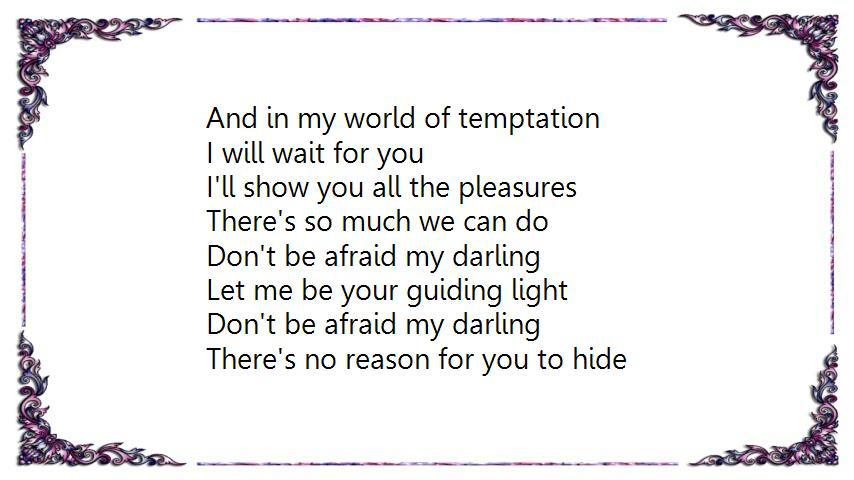 And in my world of temptation
I will wait for you
I'll show you all the pleasures
There's so much we can do
Don't be afraid my darling
Let me be your guiding light
Don't be afraid my darling
There's no reason for you to hide